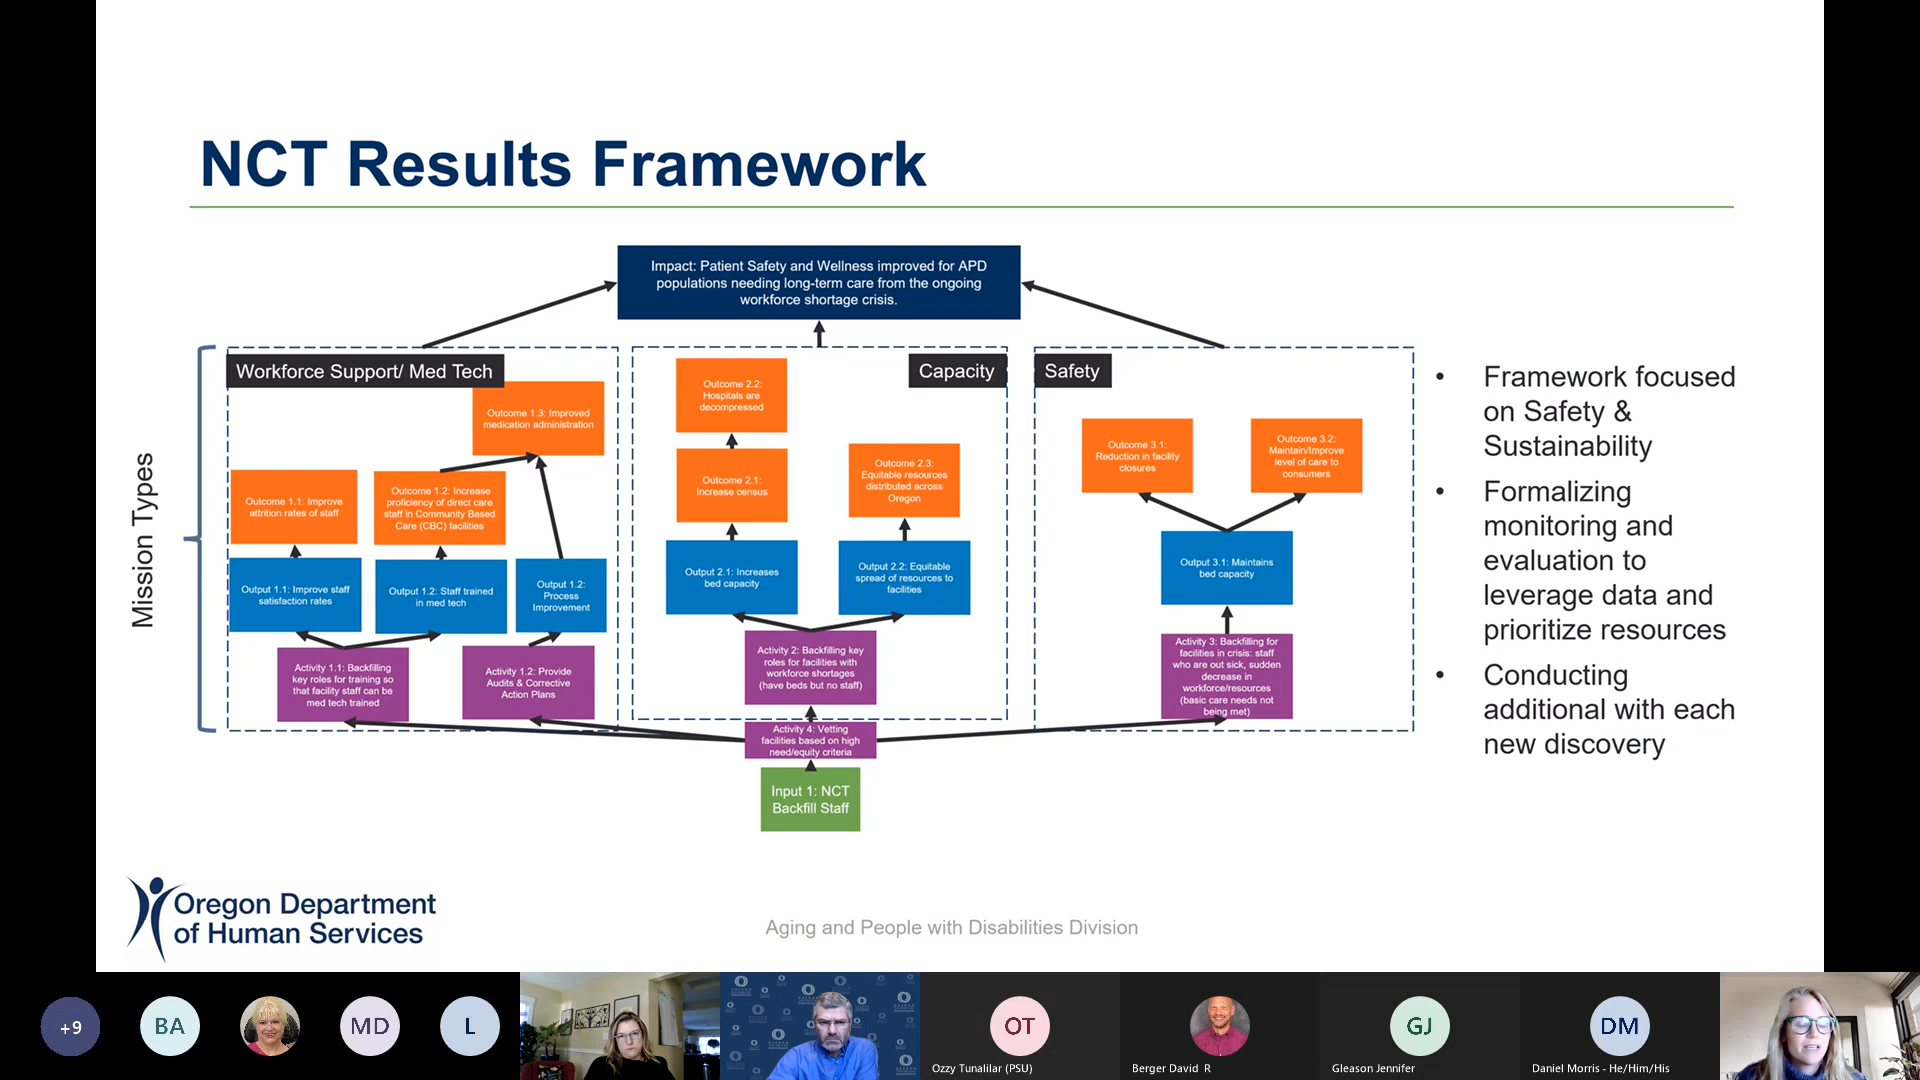 NCT Results Framework
Impact: Patient Safety and Wellness improved for APD
populations needing long-term care from the ongoing
workforce shortage crisis.
Mission Types
Workforce Support/ Med Tech
Outcome 1.3: Improved
medication administration
Outcome 1.1: Improve
attrition rates of staff
Outcome 1.2: Increase
proficiency of direct care
staff in Community Based
Care (CBC) facilities
Output 1.1: Improve staff
satisfaction rates
Output 1.2: Staff trained
in med tech
Output 1.2:
Process
Improvement
Activity 1.1: Backfilling
key roles for training so
that facility staff can be
med tech trained
Activity 1.2: Provide
Audits & Corrective
Action Plans
Capacity
Outcome 2.2:
Hospitals are
decompressed
Outcome 2.1:
Increase census
Outcome 2.3:
Equitable resources
distributed across
Oregon
Output 2.1: Increases
bed capacity
Output 2.2: Equitable
spread of resources to
facilities
Activity 2: Backfilling key
roles for facilities with
workforce shortages
(have beds but no staff)
Safety
Outcome 3.1:
Reduction in facility
closures
Outcome 3.2:
Maintain/Improve
level of care to
consumers
Output 3.1: Maintains
bed capacity
Activity 3: Backfilling for
facilities in crisis: staff
who are out sick, sudden
decrease in
workforce/resources
(basic care needs not
being met)
Activity 4: Vetting
facilities based on high
need/equity criteria
Input 1: NCT
Backfill Staff
• Framework focused
on Safety &
Sustainability
• Formalizing
monitoring and
evaluation to
leverage data and
prioritize resources
• Conducting
additional with each
new discovery
Oregon Department
of Human Services
Aging and People with Disabilities Division
+9
BA
MD
L
OT
Ozzy Tunalilar (PSU)
Berger David R
GJ
Gleason Jennifer
DM
Daniel Morris - He/Him/His